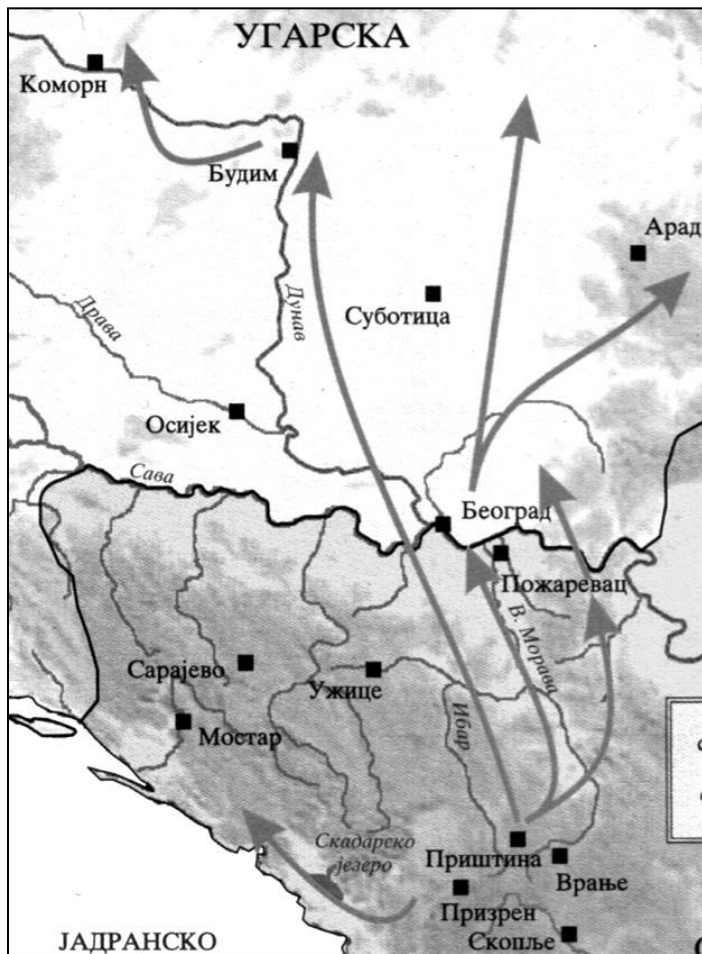 УГАРСКА
Коморн
Будим
Арад
Дунав
Суботица
Драва
Осијек
Сава
Београд
Пожаревац
В. Морава
Сарајево
Ужице
Ибар
Мостар
Скадарско
језеро
Приштина
Врање
Призрен
Скопље
ЈАДРАНСКО